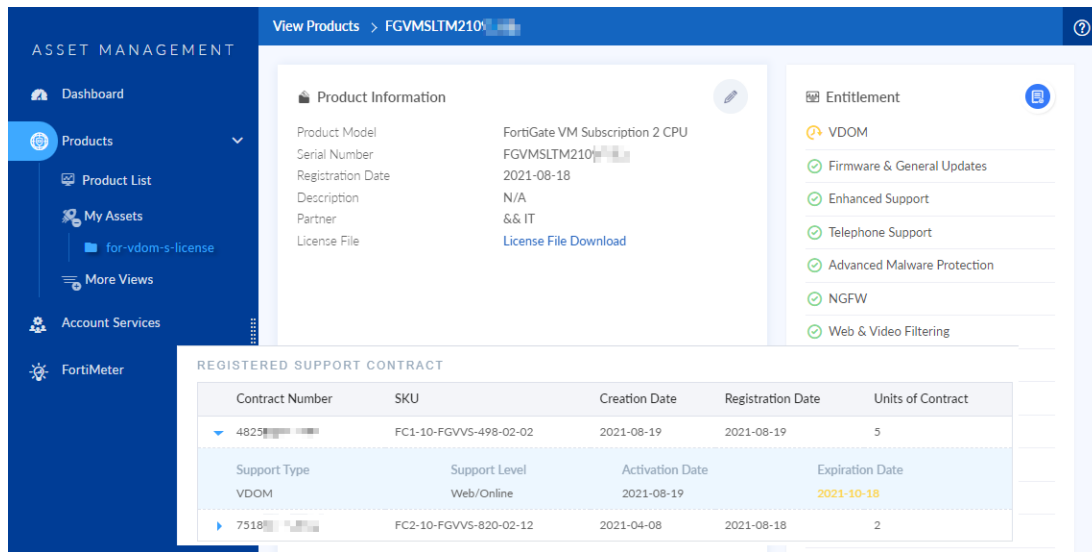 View Products > FGVMSLTM210
ASSET MANAGEMENT
Dashboard
Products
Product List
My Assets
for-vdom-s-license
More Views
Account Services
FortiMeter
Product Information
Product Model FortiGate VM Subscription 2 CPU
Serial Number FGVMSLTM210
Registration Date 2021-08-18
Description N/A
Partner && IT
License File License File Download
Entitlement
VDOM
Firmware & General Updates
Enhanced Support
Telephone Support
Advanced Malware Protection
NGFW
Web & Video Filtering
REGISTERED SUPPORT CONTRACT
Contract Number SKU Creation Date Registration Date Units of Contract
4825 FC1-10-FGVVS-498-02-02 2021-08-19 2021-08-19 5
Support Type Support Level Activation Date Expiration Date
VDOM Web/Online 2021-08-19 2021-10-18
7518 FC2-10-FGVVS-820-02-12 2021-04-08 2021-08-18 2